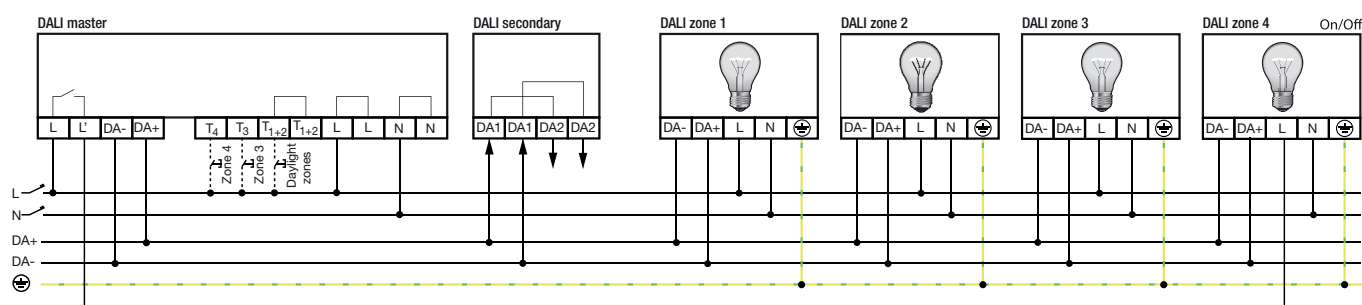 DALI master DALI secondary DALI zone 1 DALI zone 2 DALI zone 3 DALI zone 4 On/Off
L L' DA- DA+ T4 T3 T1+2 T1+2 L L N N DA1 DA1 DA2 DA2 DA- DA+ L N DA- DA+ L N DA- DA+ L N DA- DA+ L N
Zone 4
Zone 3
Daylight
zones
L
N
DA+
DA-